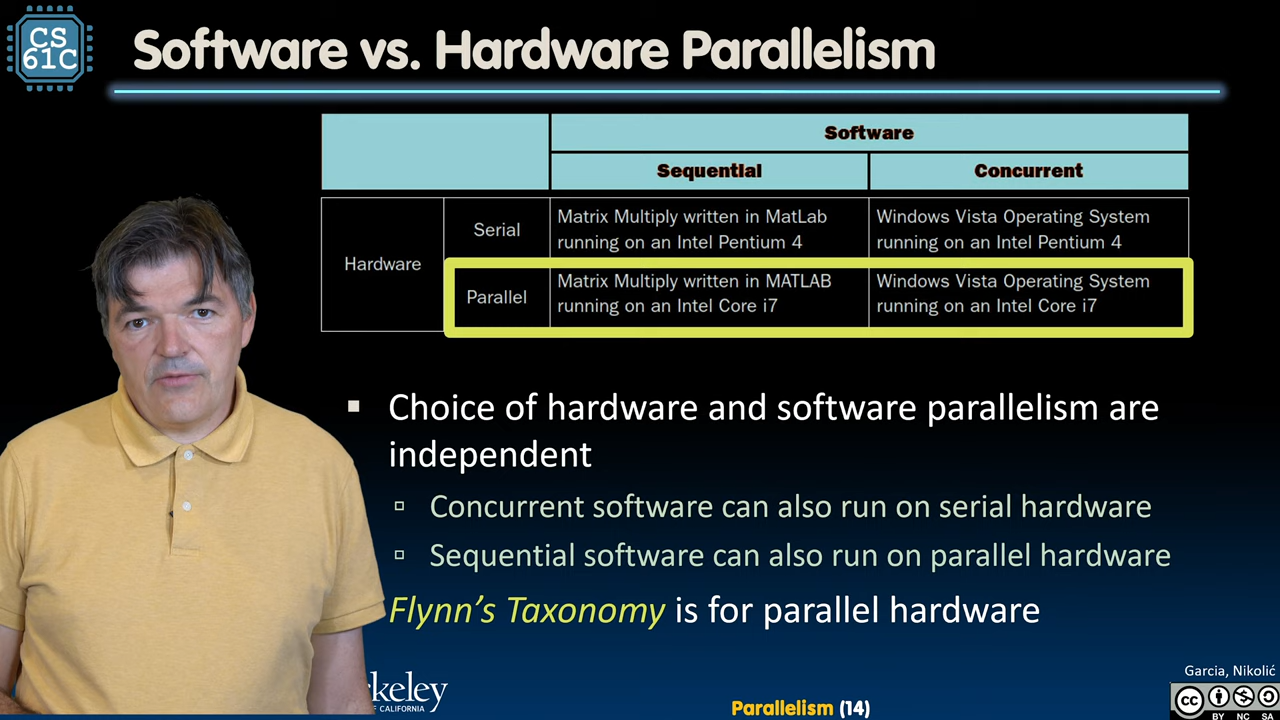 CS
61C
Software vs. Hardware Parallelism
Software
Sequential
Concurrent
Hardware
Serial
Matrix Multiply written in MatLab
running on an Intel Pentium 4
Windows Vista Operating System
running on an Intel Pentium 4
Parallel
Matrix Multiply written in MATLAB
running on an Intel Core i7
Windows Vista Operating System
running on an Intel Core i7
Choice of hardware and software parallelism are
independent
Concurrent software can also run on serial hardware
Sequential software can also run on parallel hardware
Flynn's Taxonomy is for parallel hardware
keley
OF CALIFORNIA
Parallelism (14)
Garcia, Nikolić
CC
BY NC SA